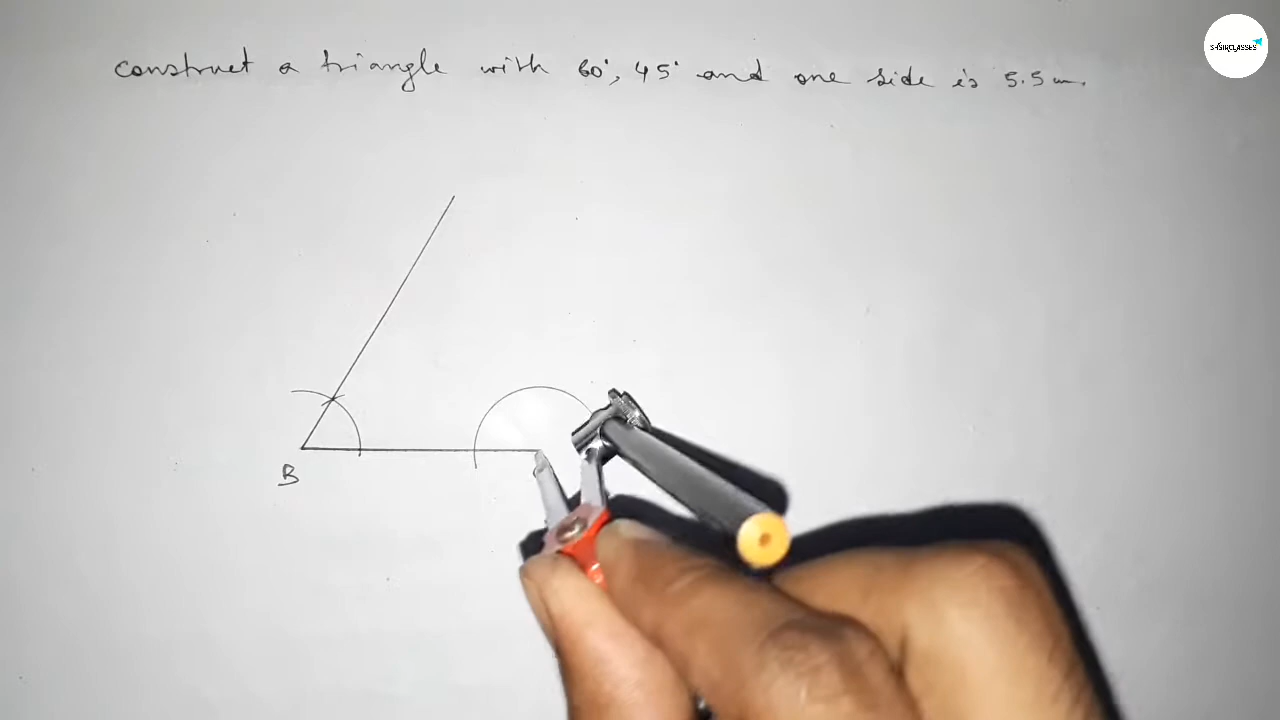 construct a triangle with 60°, 45° and one side is 5.5 cm.
B